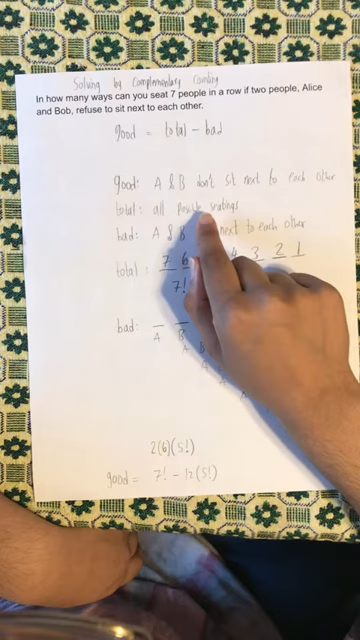 Solving by Complementary Counting
In how many ways can you seat 7 people in a row if two people, Alice
and Bob, refuse to sit next to each other.
good = total - bad
good: A & B don't sit next to each other
total: all possible seatings
bad: A & B next to each other
total: 7 6 4 3 2 1
7!
bad:
A B
A B
A
A
2(6)(5!)
good = 7! - 12(5!)